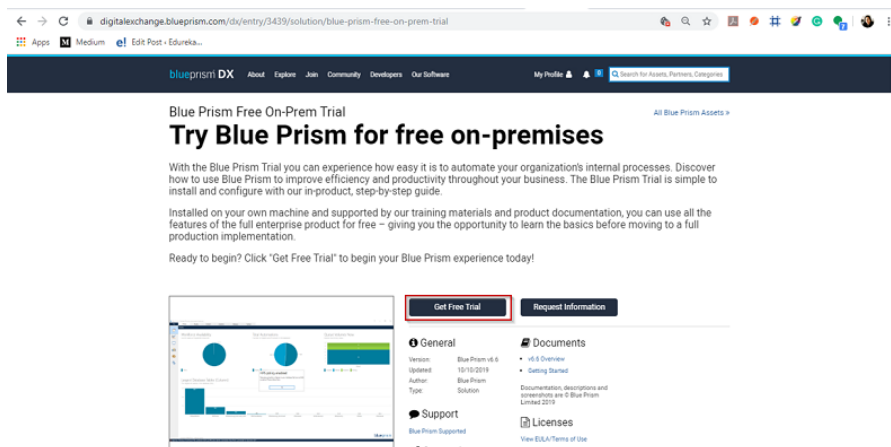 digitalexchange.blueprism.com/dx/entry/3439/solution/blue-prism-free-on-prem-trial
Apps M Medium e! Edit Post ‹ Edureka...
blueprism DX About Explore Join Community Developers Our Software My Profile Search for Assets, Partners, Categories
Blue Prism Free On-Prem Trial All Blue Prism Assets »
Try Blue Prism for free on-premises
With the Blue Prism Trial you can experience how easy it is to automate your organization's internal processes. Discover
how to use Blue Prism to improve efficiency and productivity throughout your business. The Blue Prism Trial is simple to
install and configure with our in-product, step-by-step guide.
Installed on your own machine and supported by our training materials and product documentation, you can use all the
features of the full enterprise product for free – giving you the opportunity to learn the basics before moving to a full
production implementation.
Ready to begin? Click "Get Free Trial" to begin your Blue Prism experience today!
Get Free Trial Request Information
General
Version: Blue Prism v6.6
Updated: 10/10/2019
Author: Blue Prism
Type: Solution
Support
Blue Prism Supported
Documents
v6.6 Overview
Getting Started
Documentation, descriptions and
screenshots are © Blue Prism
Limited 2019
Licenses
View EULA/Terms of Use